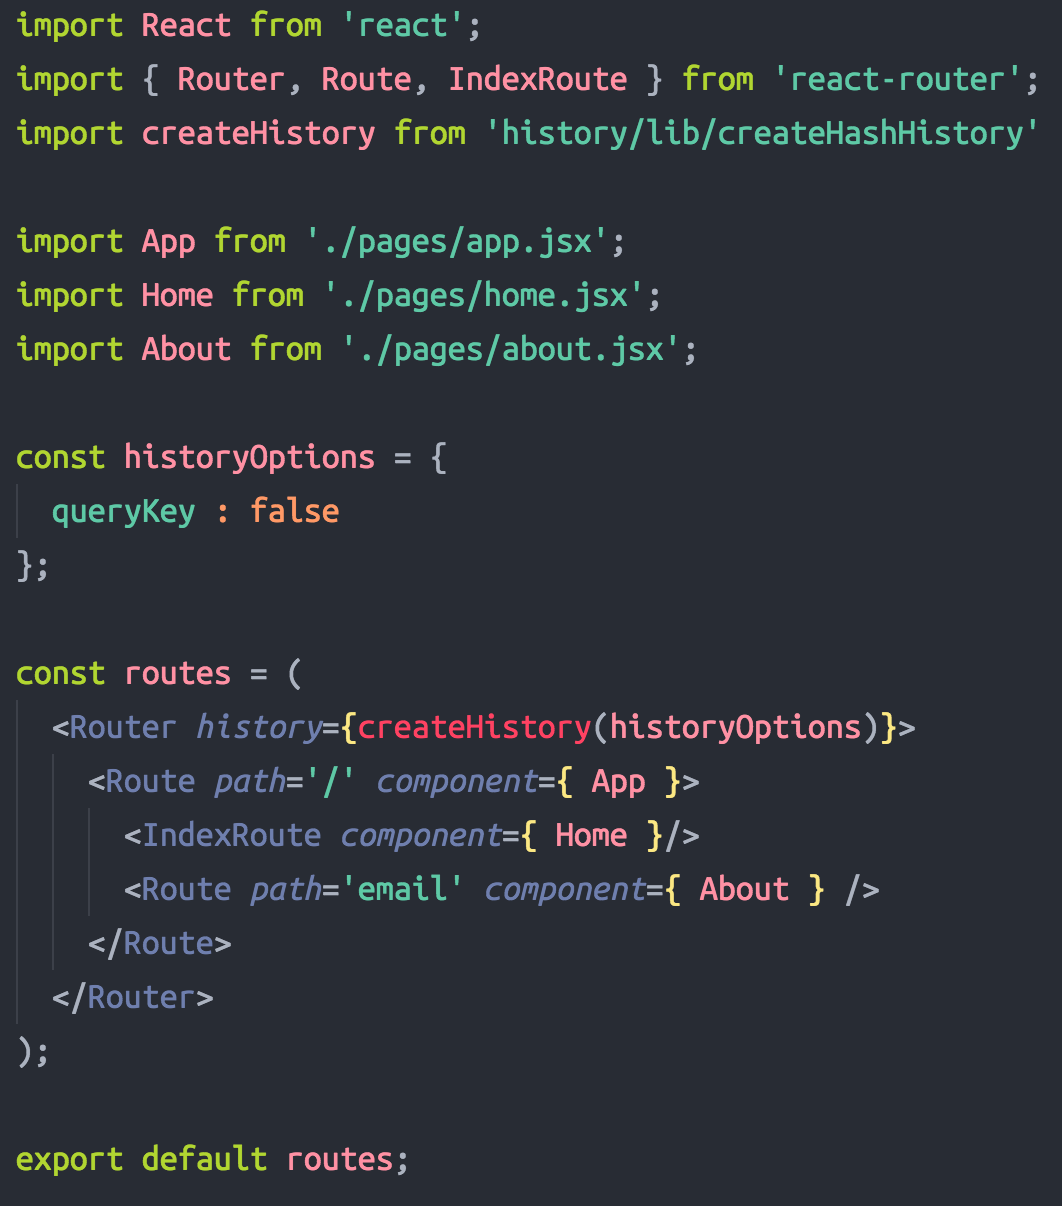 import React from 'react';
import { Router, Route, IndexRoute } from 'react-router';
import createHistory from 'history/lib/createHashHistory'

import App from './pages/app.jsx';
import Home from './pages/home.jsx';
import About from './pages/about.jsx';

const historyOptions = {
  queryKey : false
};

const routes = (
  <Router history={createHistory(historyOptions)}>
    <Route path='/' component={ App }>
      <IndexRoute component={ Home }/>
      <Route path='email' component={ About } />
    </Route>
  </Router>
);

export default routes;